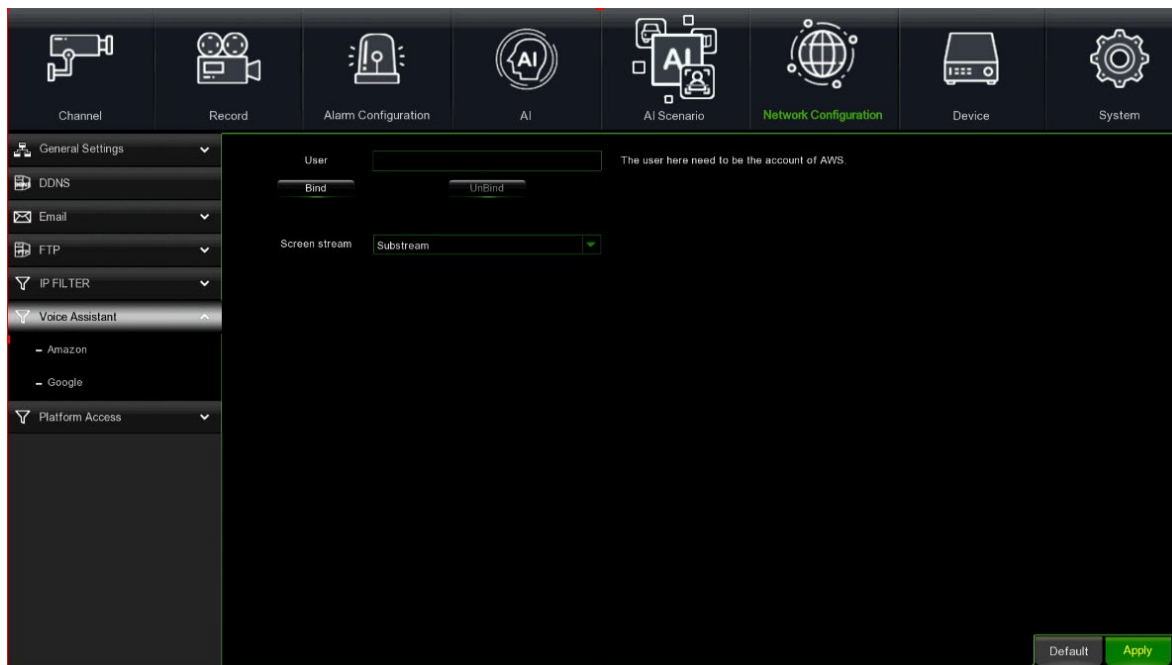 AI
AI
Channel
Record
Alarm Configuration
AI
AI Scenario
Network Configuration
Device
System
General Settings
User
The user here need to be the account of AWS.
DDNS
Bind
UnBind
Email
FTP
Screen stream
Substream
IP FILTER
Voice Assistant
– Amazon
– Google
Platform Access
Default
Apply